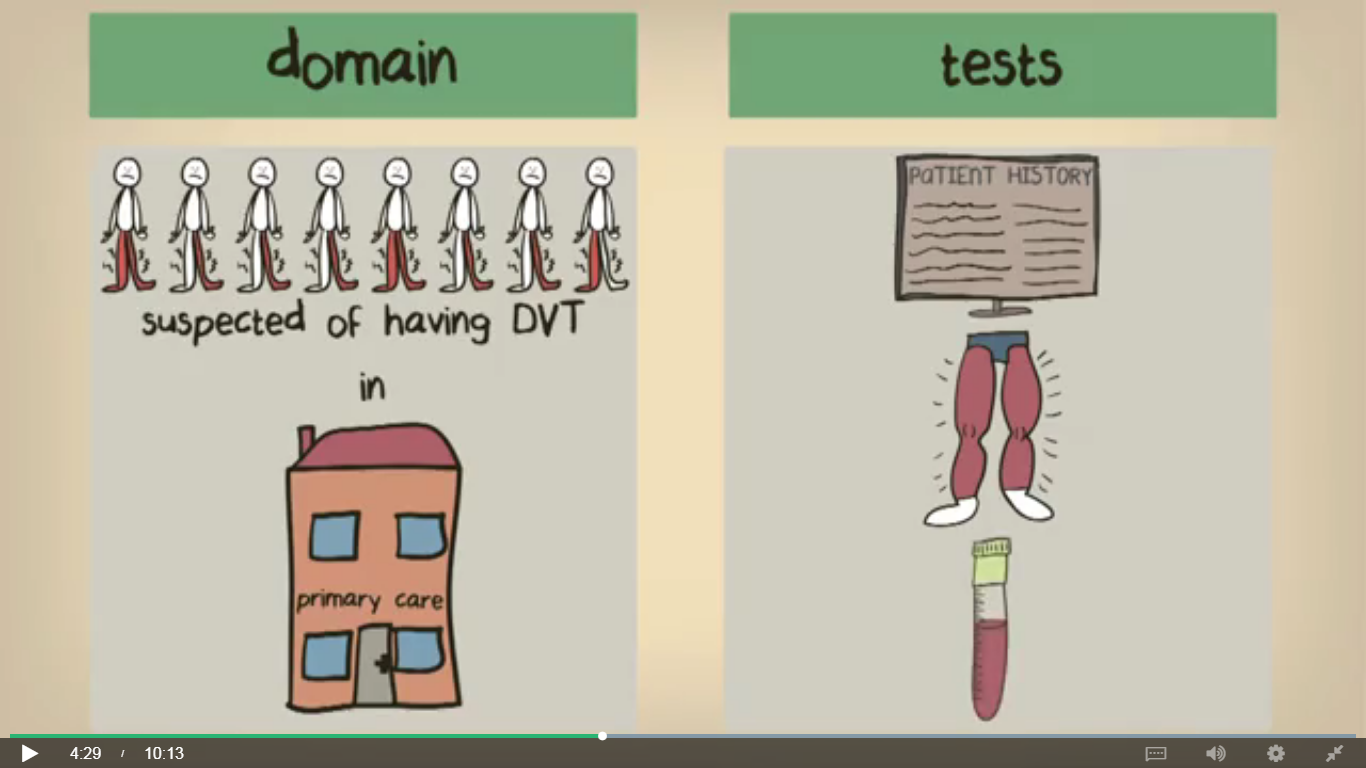 domain
tests
suspected of having DVT
in
primary care
PaTIENT HISTORY
4:29 / 10:13